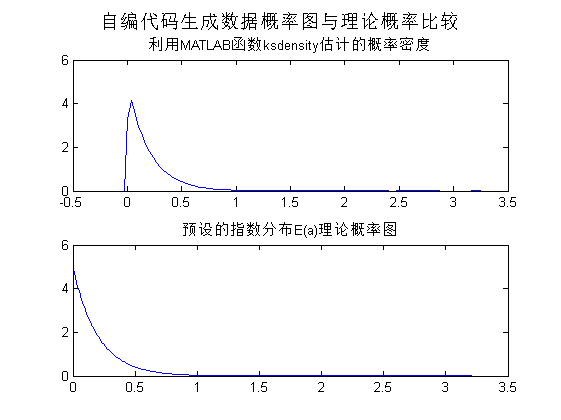 自编代码生成数据概率图与理论概率比较
利用MATLAB函数ksdensity估计的概率密度
6
4
2
0
-0.5 0 0.5 1 1.5 2 2.5 3 3.5
预设的指数分布E(a)理论概率图
6
4
2
0
0 0.5 1 1.5 2 2.5 3 3.5